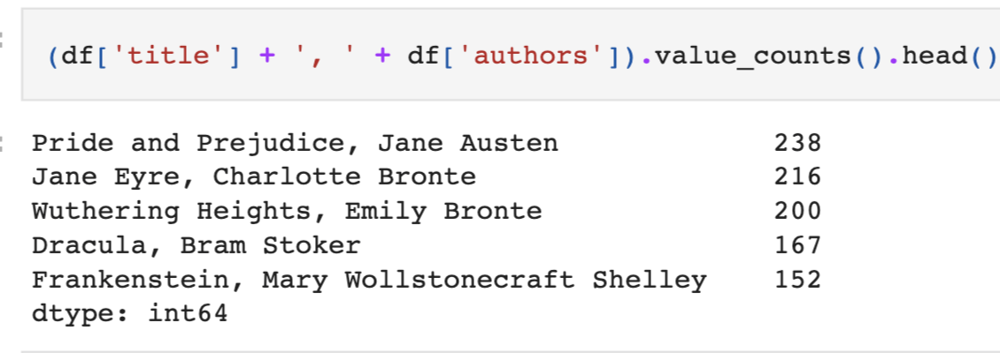 (df['title'] + ', ' + df['authors']).value_counts().head()
Pride and Prejudice, Jane Austen 238
Jane Eyre, Charlotte Bronte 216
Wuthering Heights, Emily Bronte 200
Dracula, Bram Stoker 167
Frankenstein, Mary Wollstonecraft Shelley 152
dtype: int64